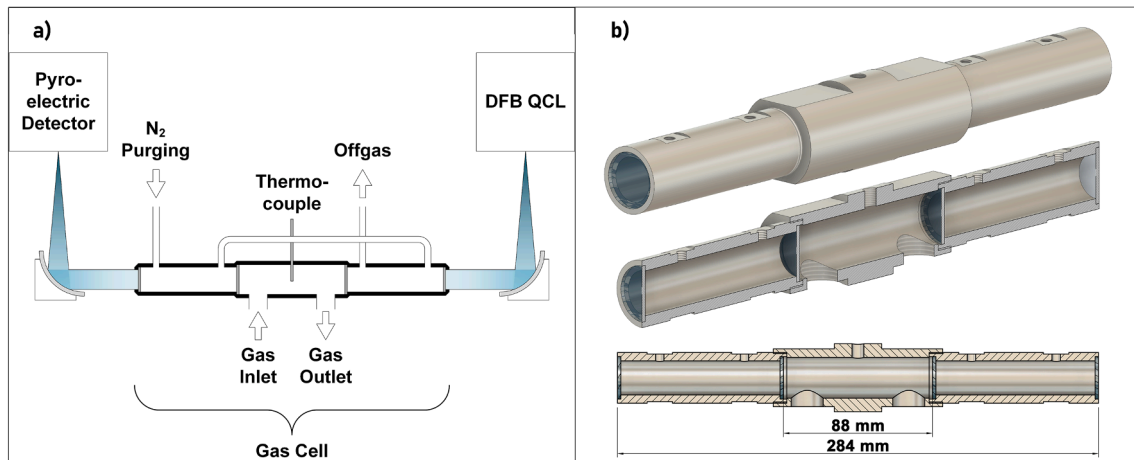 a)
Pyro-
electric
Detector
DFB QCL
N₂
Purging
Offgas
Thermo-
couple
Gas
Inlet
Gas
Outlet
Gas Cell
b)
88 mm
284 mm